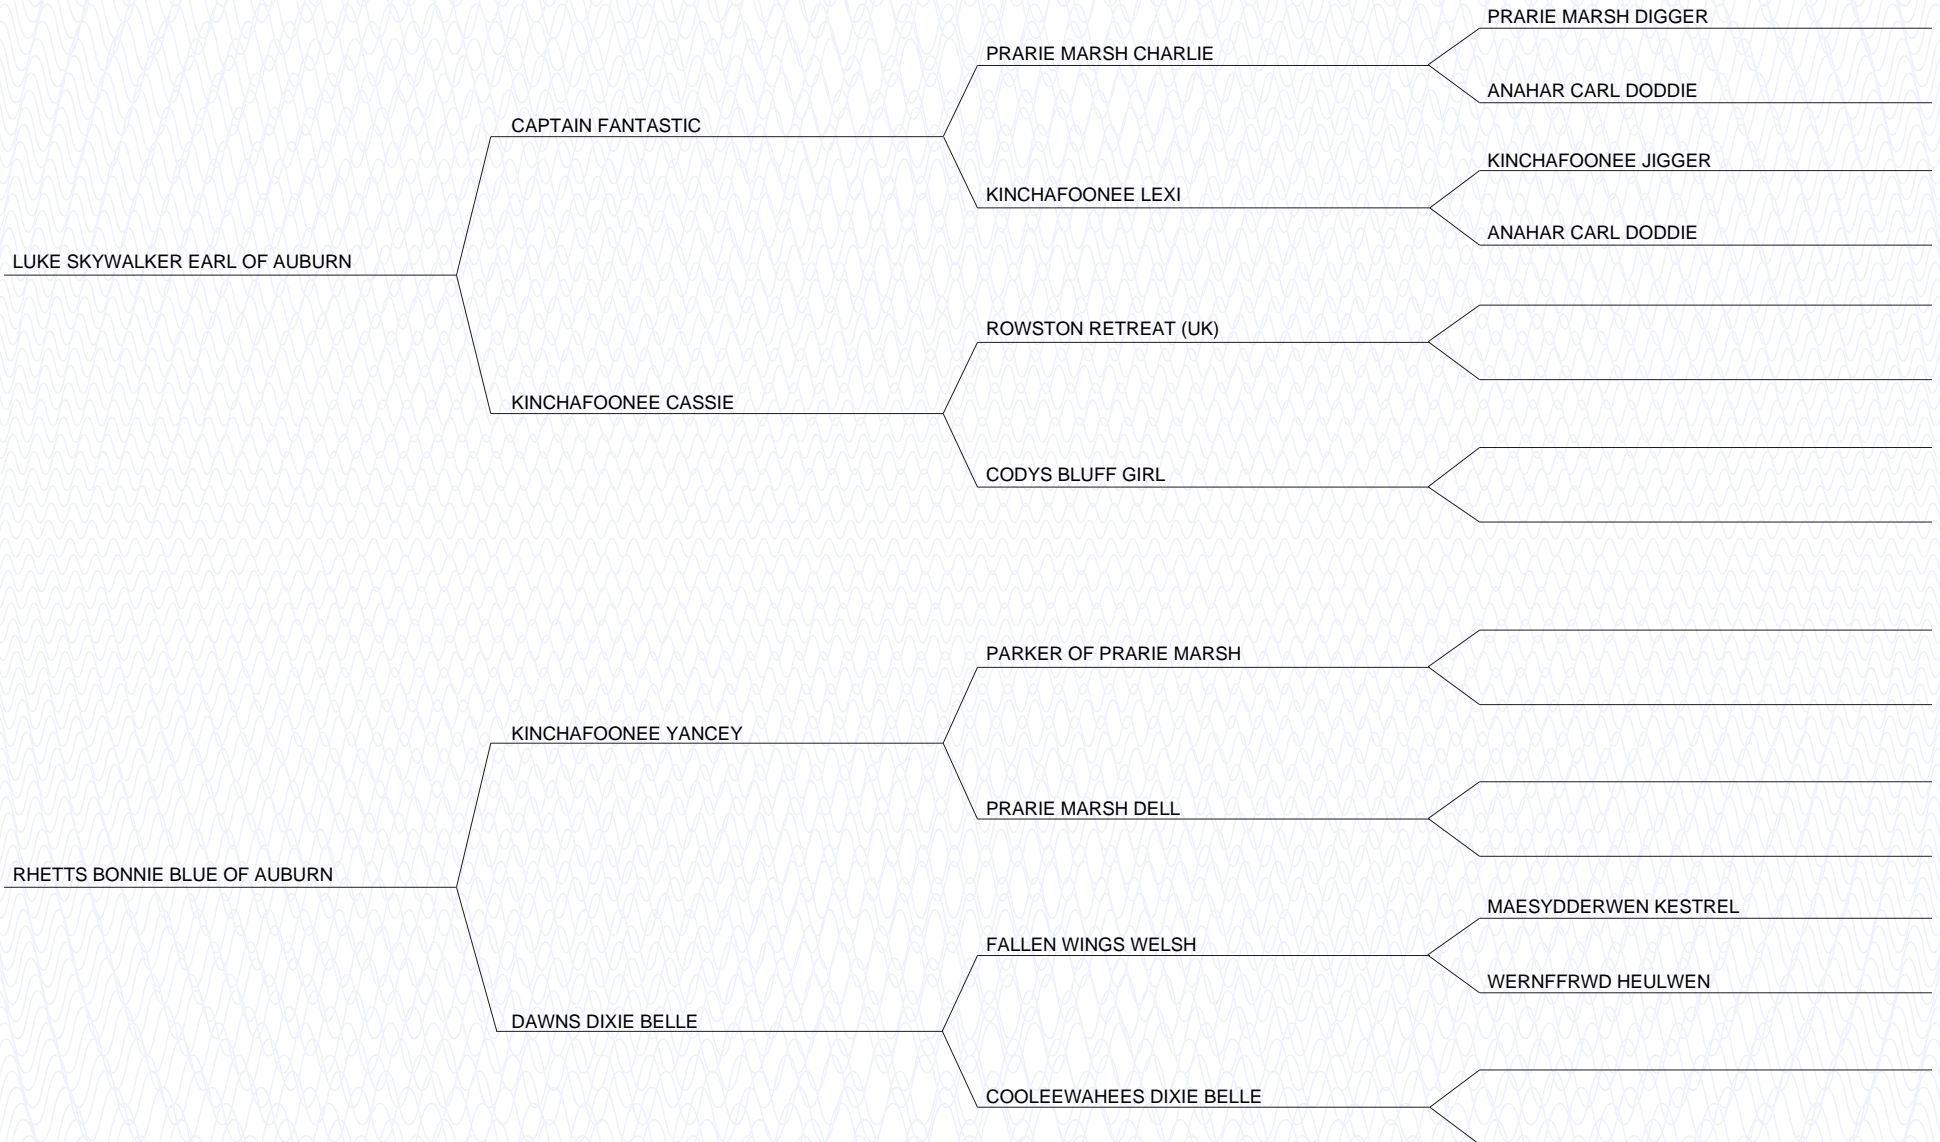 PRARIE MARSH DIGGER
PRARIE MARSH CHARLIE
ANAHAR CARL DODDIE
CAPTAIN FANTASTIC
KINCHAFOONEE JIGGER
KINCHAFOONEE LEXI
ANAHAR CARL DODDIE
LUKE SKYWALKER EARL OF AUBURN
ROWSTON RETREAT (UK)
KINCHAFOONEE CASSIE
CODYS BLUFF GIRL
PARKER OF PRARIE MARSH
KINCHAFOONEE YANCEY
PRARIE MARSH DELL
RHETTS BONNIE BLUE OF AUBURN
MAESYDDERWEN KESTREL
FALLEN WINGS WELSH
WERNFFRWD HEULWEN
DAWNS DIXIE BELLE
COOLEEWAHEES DIXIE BELLE